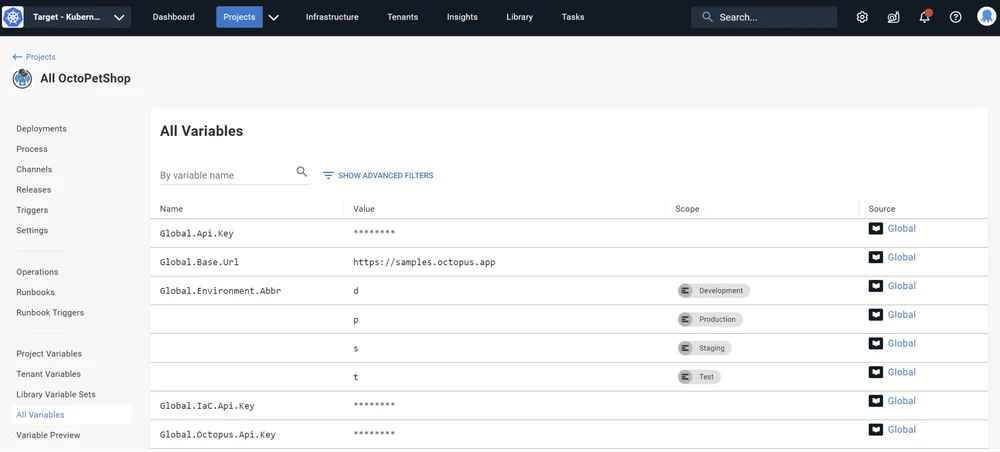 Target - Kubern... Dashboard Projects Infrastructure Tenants Insights Library Tasks Search...
Projects
All OctoPetShop
Deployments
Process
Channels
Releases
Triggers
Settings
Operations
Runbooks
Runbook Triggers
Project Variables
Tenant Variables
Library Variable Sets
All Variables
Variable Preview
All Variables
By variable name SHOW ADVANCED FILTERS
Name Value Scope Source
Global.Api.Key ******** Global
Global.Base.Url https://samples.octopus.app Global
Global.Environment.Abbr d Development Global
p Production Global
s Staging Global
t Test Global
Global.IaC.Api.Key ******** Global
Global.Octopus.Api.Key ******** Global